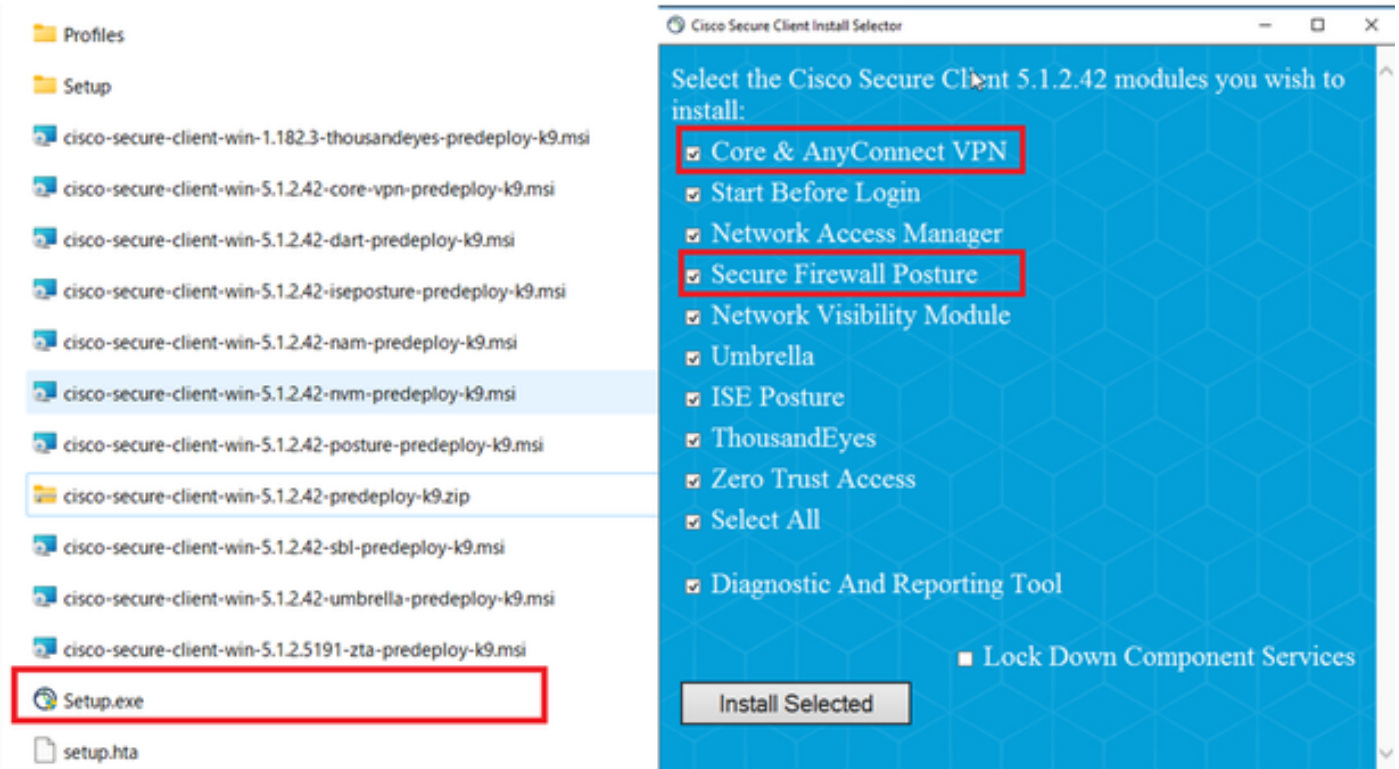 Profiles
Setup
cisco-secure-client-win-1.182.3-thousandeyes-predeploy-k9.msi
cisco-secure-client-win-5.1.2.42-core-vpn-predeploy-k9.msi
cisco-secure-client-win-5.1.2.42-dart-predeploy-k9.msi
cisco-secure-client-win-5.1.2.42-iseposture-predeploy-k9.msi
cisco-secure-client-win-5.1.2.42-nam-predeploy-k9.msi
cisco-secure-client-win-5.1.2.42-nvm-predeploy-k9.msi
cisco-secure-client-win-5.1.2.42-posture-predeploy-k9.msi
cisco-secure-client-win-5.1.2.42-predeploy-k9.zip
cisco-secure-client-win-5.1.2.42-sbl-predeploy-k9.msi
cisco-secure-client-win-5.1.2.42-umbrella-predeploy-k9.msi
cisco-secure-client-win-5.1.2.5191-zta-predeploy-k9.msi
Setup.exe
setup.hta
Cisco Secure Client Install Selector
Select the Cisco Secure Client 5.1.2.42 modules you wish to
install:
Core & AnyConnect VPN
Start Before Login
Network Access Manager
Secure Firewall Posture
Network Visibility Module
Umbrella
ISE Posture
ThousandEyes
Zero Trust Access
Select All
Diagnostic And Reporting Tool
Lock Down Component Services
Install Selected